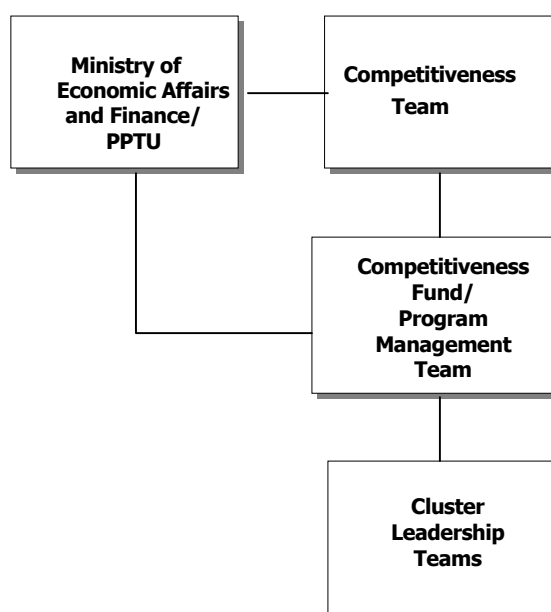 Ministry of
Economic Affairs
and Finance/
PPTU
Competitiveness
Team
Competitiveness
Fund/
Program
Management
Team
Cluster
Leadership
Teams